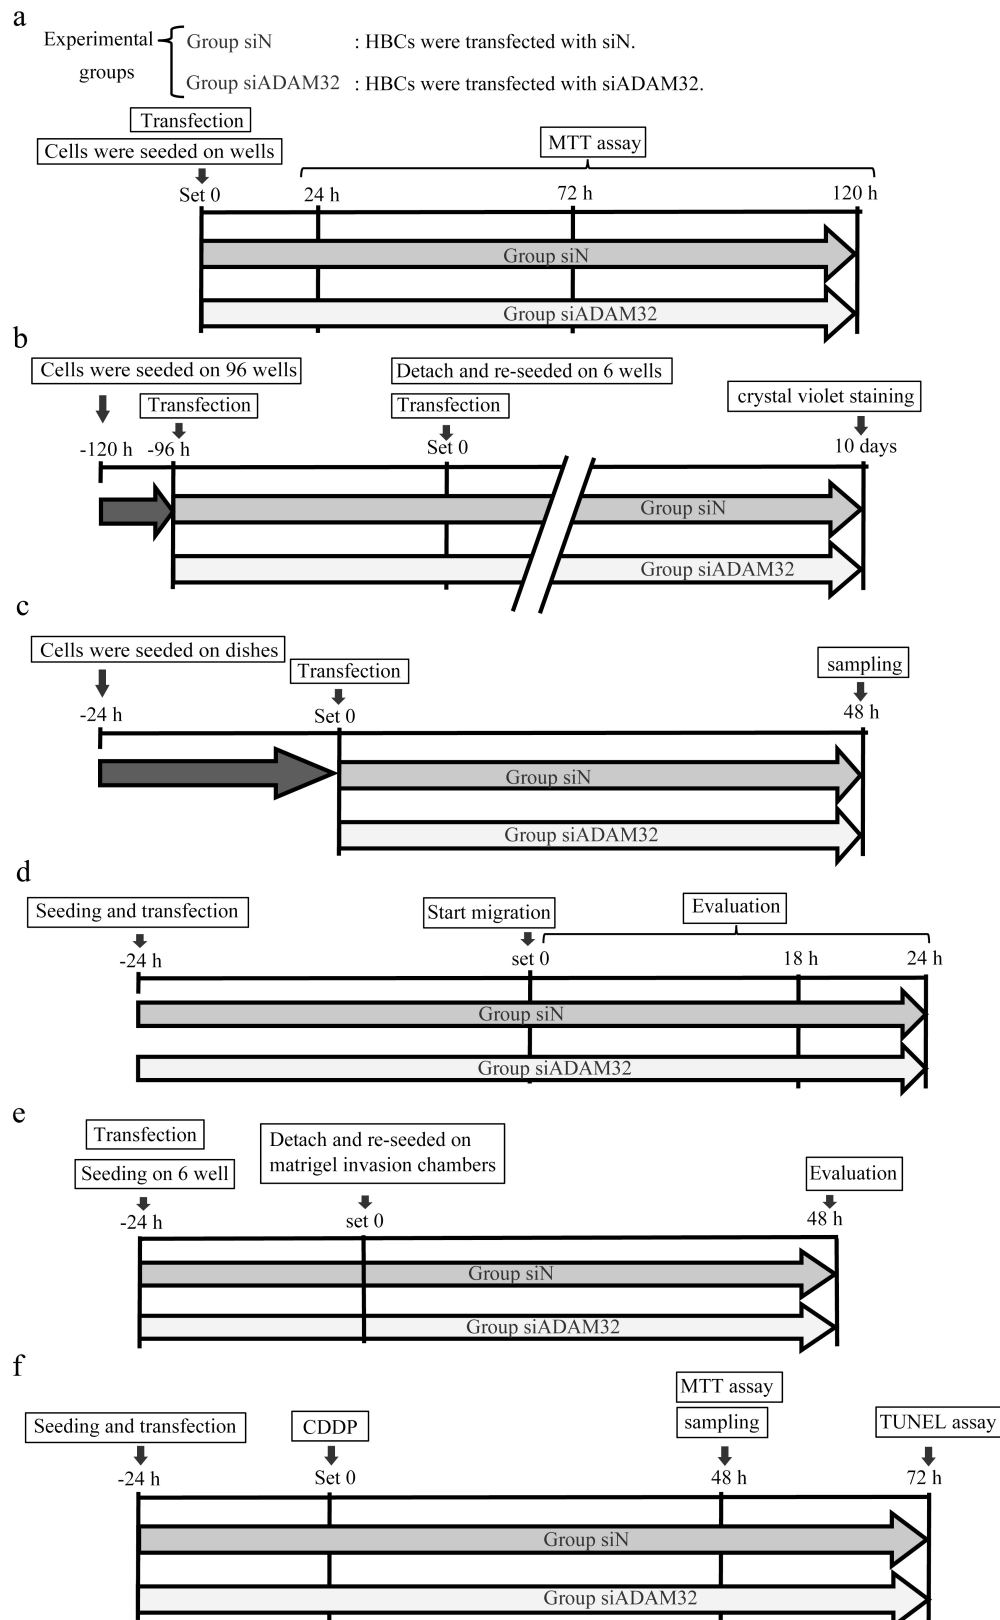 a
Experimental groups
Group siN : HBCs were transfected with siN.
Group siADAM32 : HBCs were transfected with siADAM32.
Transfection
Cells were seeded on wells
MTT assay
Set 0 24 h 72 h 120 h
Group siN
Group siADAM32
b
Cells were seeded on 96 wells
Detach and re-seeded on 6 wells
Transfection
Transfection
crystal violet staining
-120 h -96 h Set 0 10 days
Group siN
Group siADAM32
c
Cells were seeded on dishes
Transfection
sampling
-24 h Set 0 48 h
Group siN
Group siADAM32
d
Seeding and transfection
Start migration
Evaluation
-24 h set 0 18 h 24 h
Group siN
Group siADAM32
e
Transfection
Seeding on 6 well
Detach and re-seeded on
matrigel invasion chambers
Evaluation
-24 h set 0 48 h
Group siN
Group siADAM32
f
Seeding and transfection
CDDP
MTT assay
sampling
TUNEL assay
-24 h Set 0 48 h 72 h
Group siN
Group siADAM32